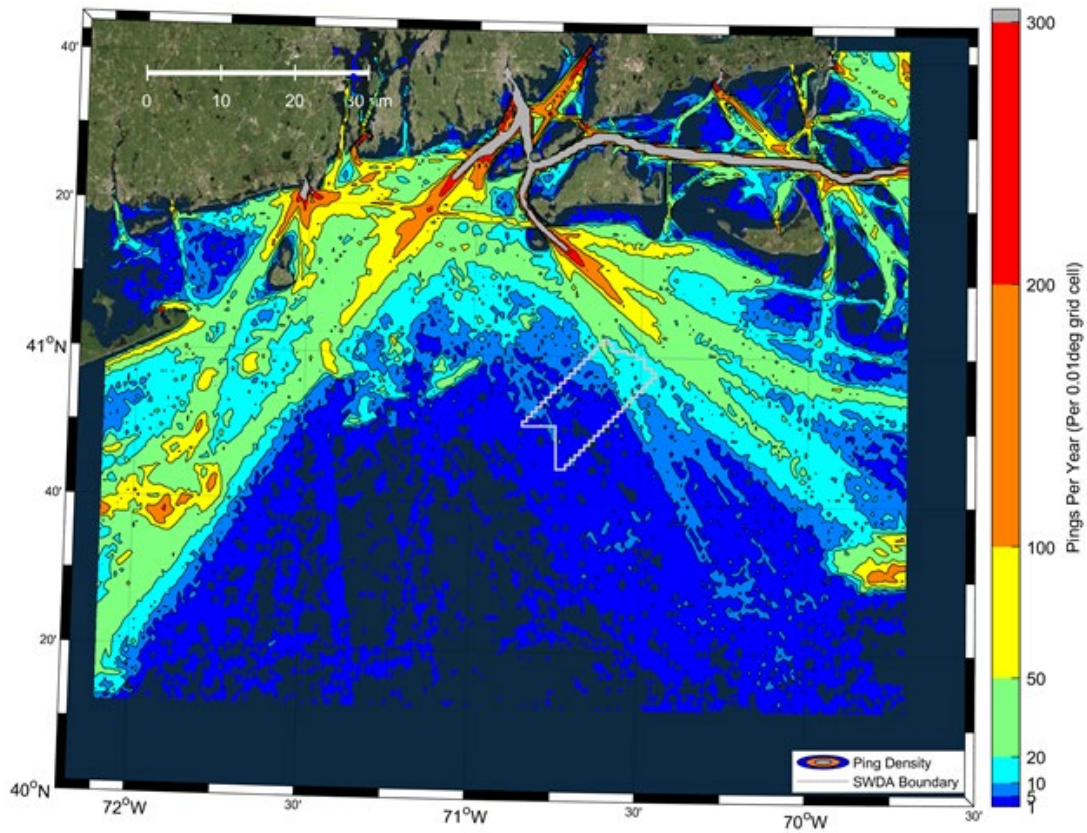 40'
20'
41°N
40'
20'
40°N
72°W
30'
71°W
30'
70°W
30'
0 10 20 30 km
Ping Density
SWDA Boundary
300
200
100
50
20
10
5
1
Pings Per Year (Per 0.01deg grid cell)